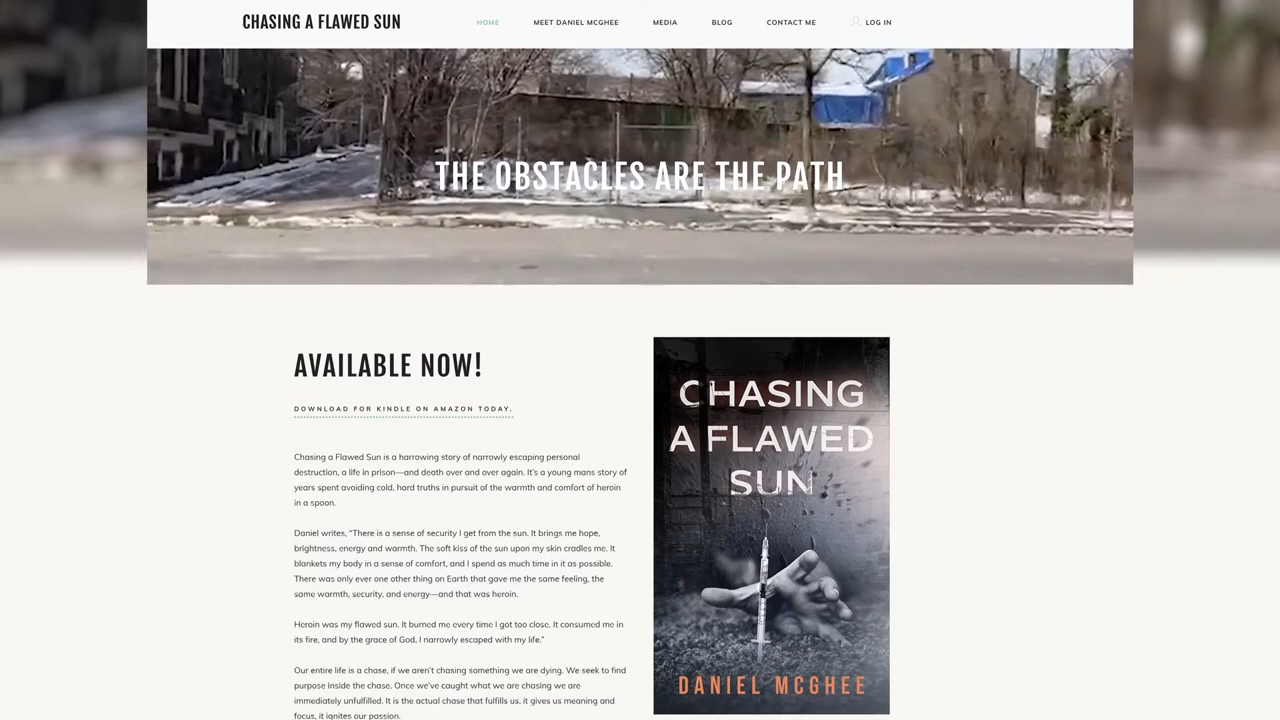 CHASING A FLAWED SUN
HOME MEET DANIEL MCGHEE MEDIA BLOG CONTACT ME LOG IN
THE OBSTACLES ARE THE PATH
AVAILABLE NOW!
DOWNLOAD FOR KINDLE ON AMAZON TODAY.
Chasing a Flawed Sun is a harrowing story of narrowly escaping personal
destruction, a life in prison—and death over and over again. It's a young mans story of
years spent avoiding cold, hard truths in pursuit of the warmth and comfort of heroin
in a spoon.
Daniel writes, "There is a sense of security I get from the sun. It brings me hope,
brightness, energy and warmth. The soft kiss of the sun upon my skin cradles me. It
blankets my body in a sense of comfort, and I spend as much time in it as possible.
There was only ever one other thing on Earth that gave me the same feeling, the
same warmth, security, and energy—and that was heroin.
Heroin was my flawed sun. It burned me every time I got too close. It consumed me in
its fire, and by the grace of God, I narrowly escaped with my life."
Our entire life is a chase, if we aren't chasing something we are dying. We seek to find
purpose inside the chase. Once we've caught what we are chasing we are
immediately unfulfilled. It is the actual chase that fulfills us, it gives us meaning and
focus, it ignites our passion.
CHASING
A FLAWED
SUN
DANIEL MCGHEE